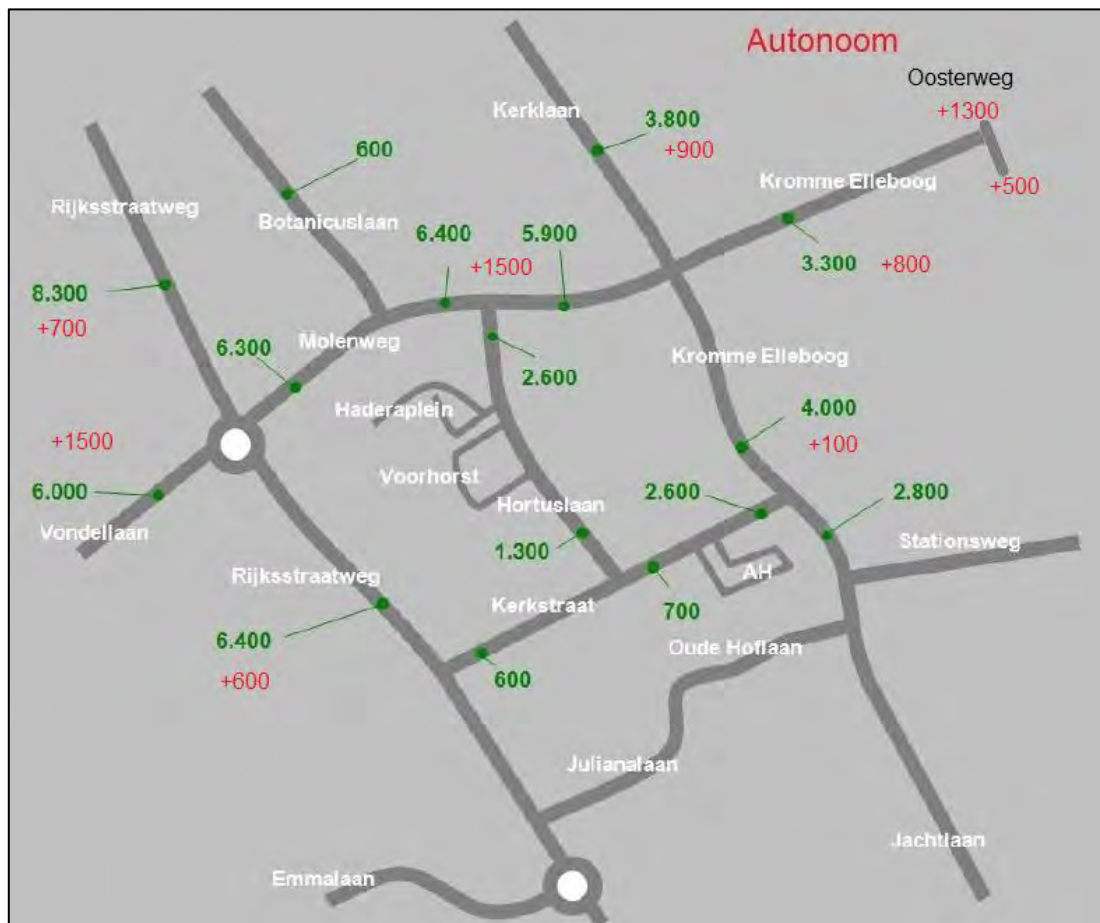 Autonoom
Oosterweg
+1300
Kerklaan
3.800
+900
600
Kromme Elleboog
+500
Rijksstraatweg
Botanicuslaan
6.400
5.900
+1500
3.300
+800
8.300
+700
Molenweg
6.300
2.600
Kromme Elleboog
Haderaplein
4.000
+100
+1500
6.000
Voorhorst
2.600
2.800
Vondellaan
Hortuslaan
1.300
Stationsweg
Rijksstraatweg
AH
Kerkstraat
700
6.400
+600
600
Oude Hoflaan
Julianalaan
Jachtlaan
Emmalaan